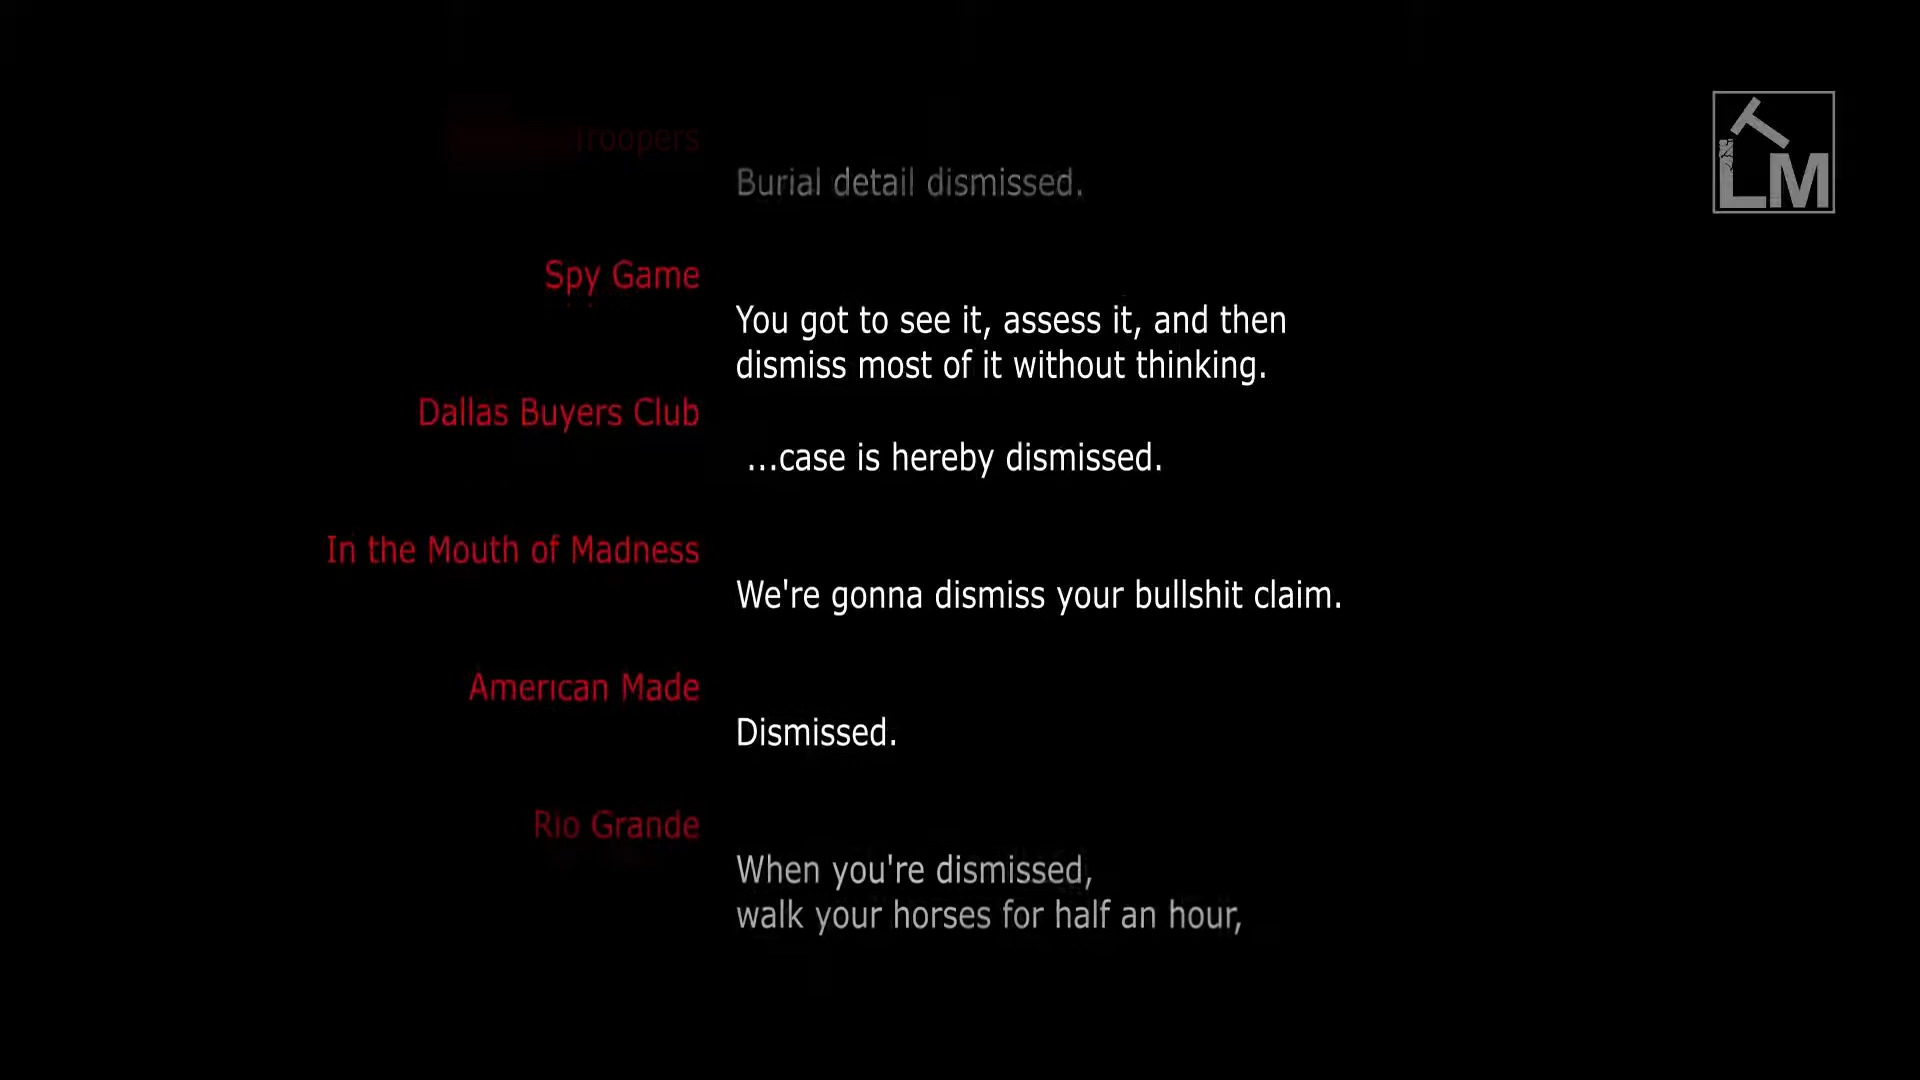 Troopers
Burial detail dismissed.
Spy Game
You got to see it, assess it, and then
dismiss most of it without thinking.
Dallas Buyers Club
...case is hereby dismissed.
In the Mouth of Madness
We're gonna dismiss your bullshit claim.
American Made
Dismissed.
Rio Grande
When you're dismissed,
walk your horses for half an hour,
LM